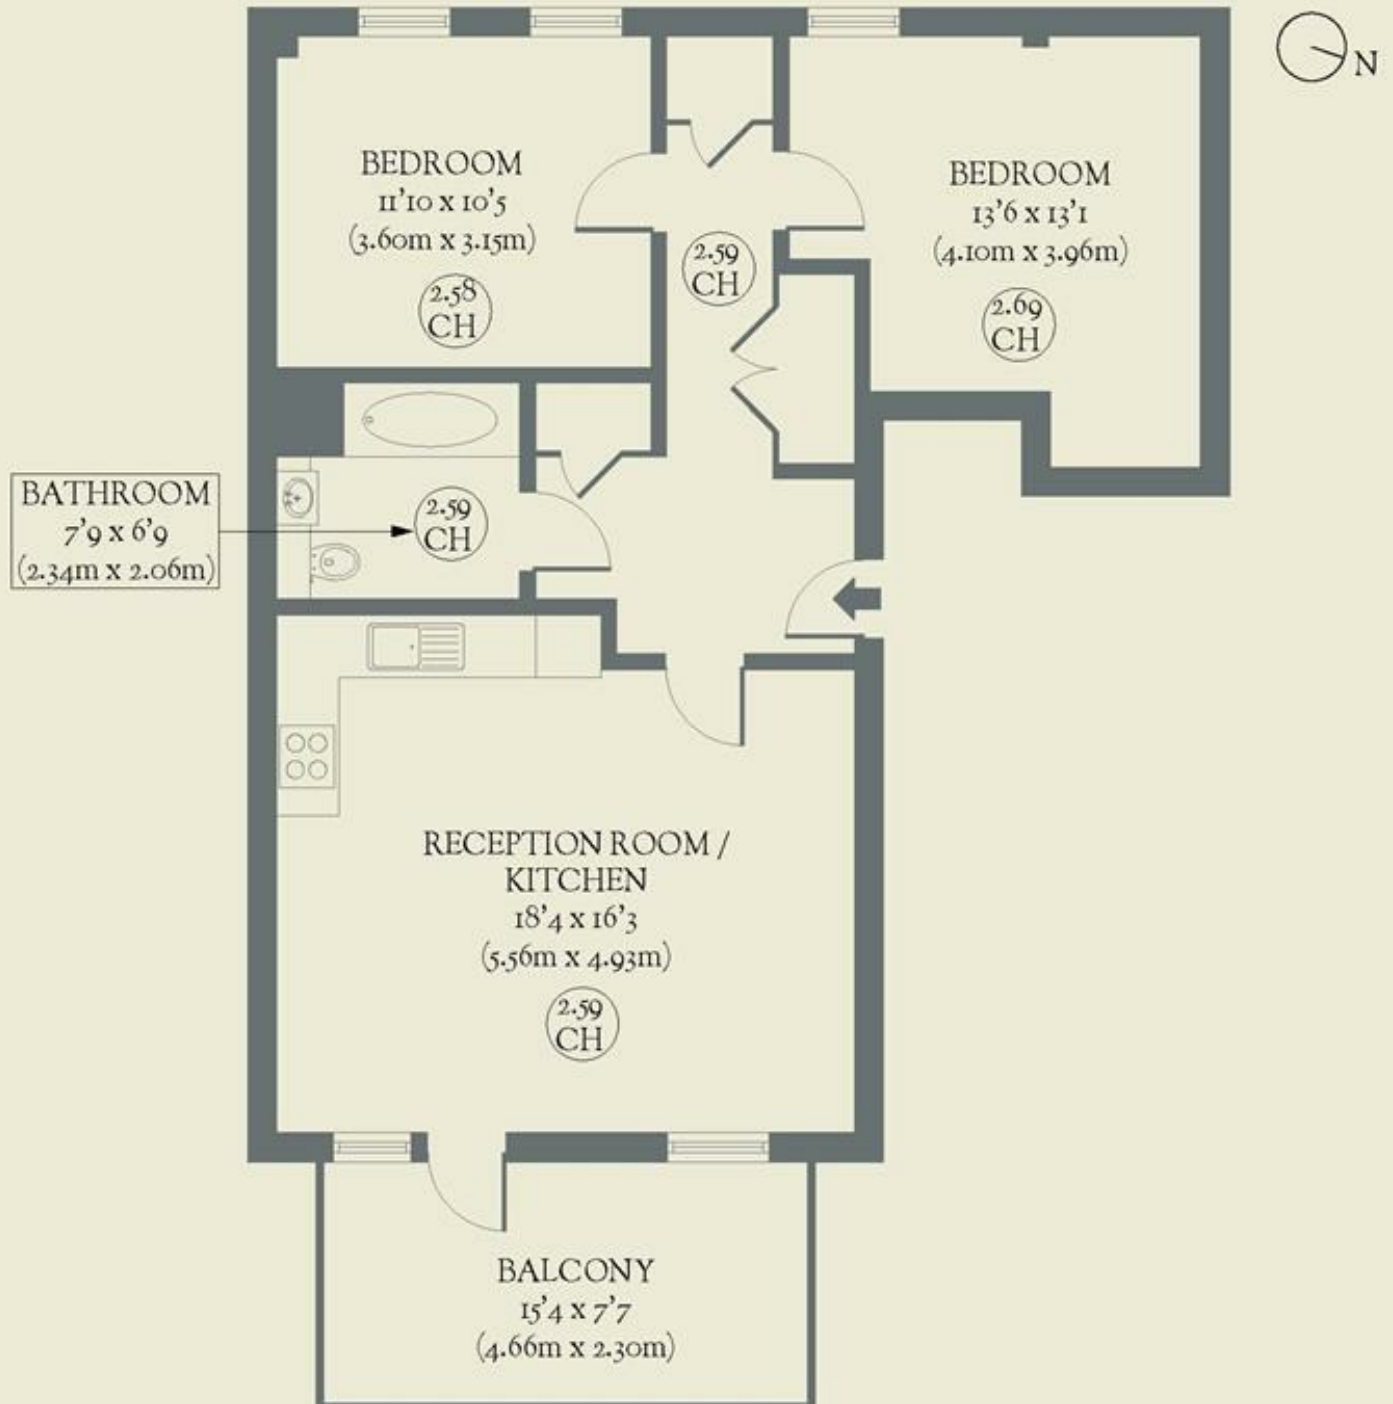 N
BEDROOM
11'10 x 10'5
(3.60m x 3.15m)
2.58
CH
2.59
CH
BEDROOM
13'6 x 13'1
(4.10m x 3.96m)
2.69
CH
BATHROOM
7'9 x 6'9
(2.34m x 2.06m)
2.59
CH
RECEPTION ROOM /
KITCHEN
18'4 x 16'3
(5.56m x 4.93m)
2.59
CH
BALCONY
15'4 x 7'7
(4.66m x 2.30m)